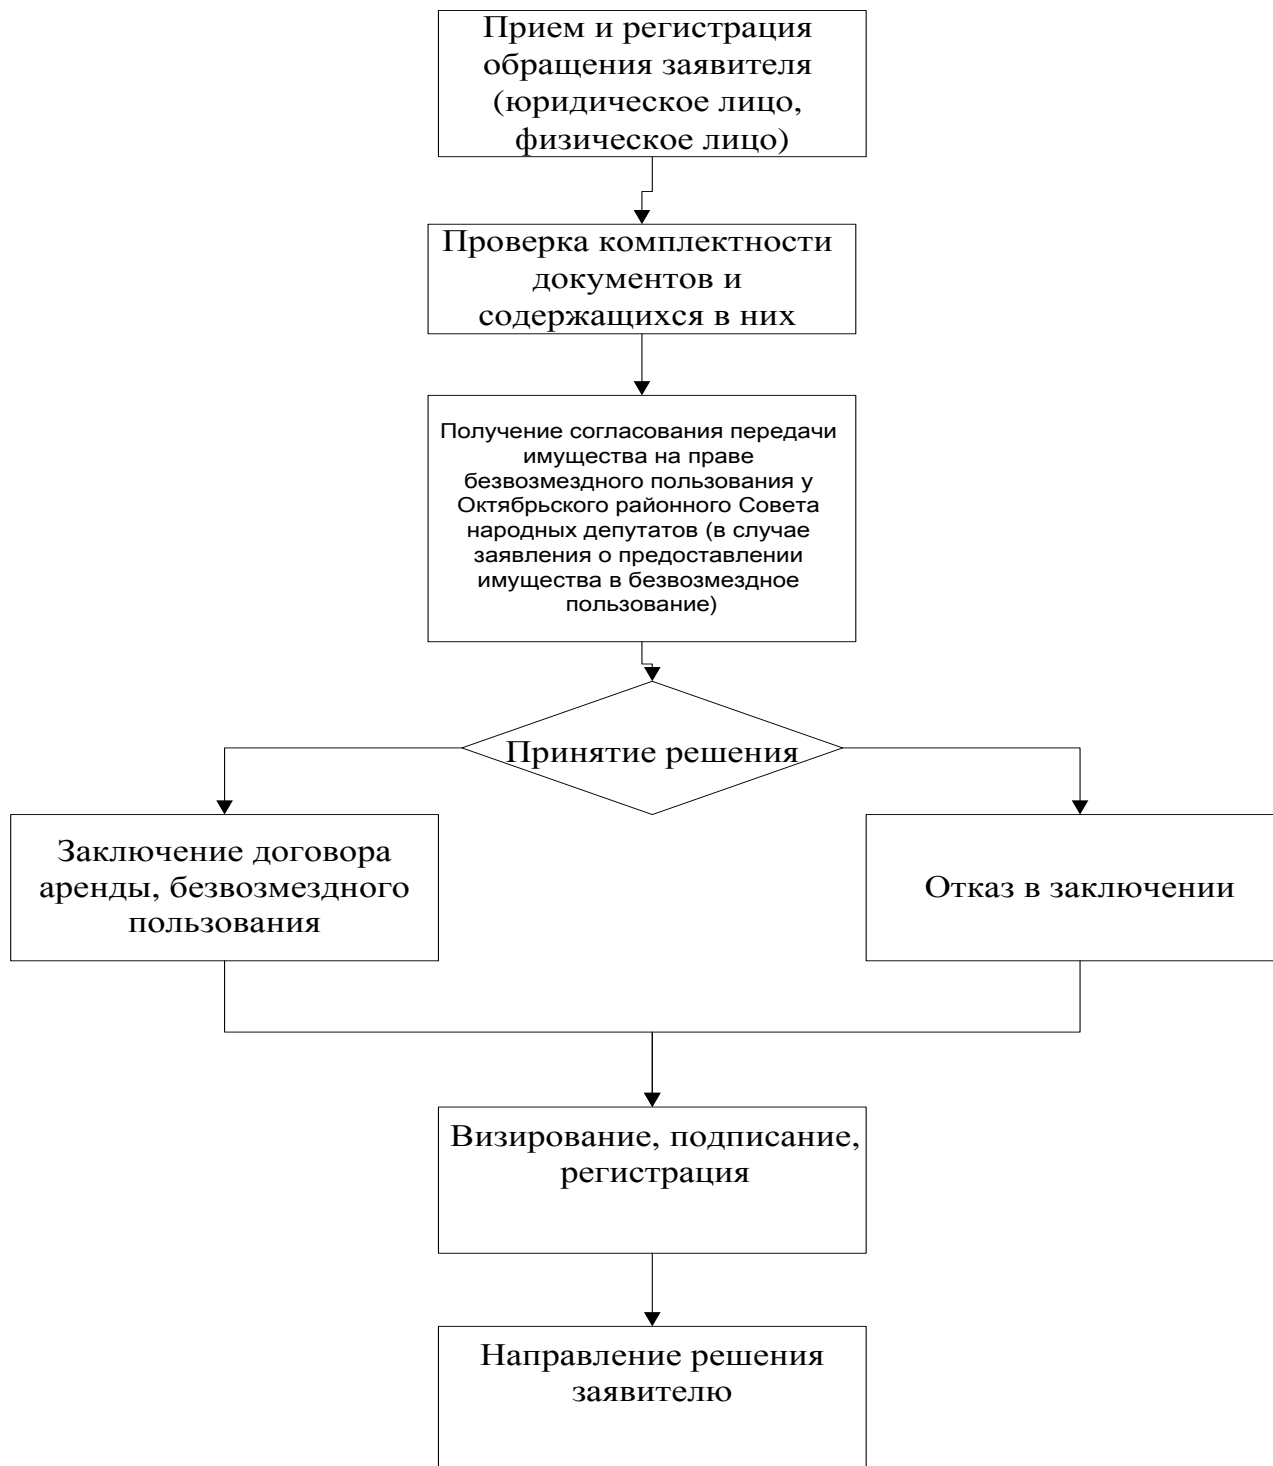 Прием и регистрация
обращения заявителя
(юридическое лицо,
физическое лицо)
Проверка комплектности
документов и
содержащихся в них
Получение согласования передачи
имущества на праве
безвозмездного пользования у
Октябрьского районного Совета
народных депутатов (в случае
заявления о предоставлении
имущества в безвозмездное
пользование)
Принятие решения
Заключение договора
аренды, безвозмездного
пользования
Отказ в заключении
Визирование, подписание,
регистрация
Направление решения
заявителю